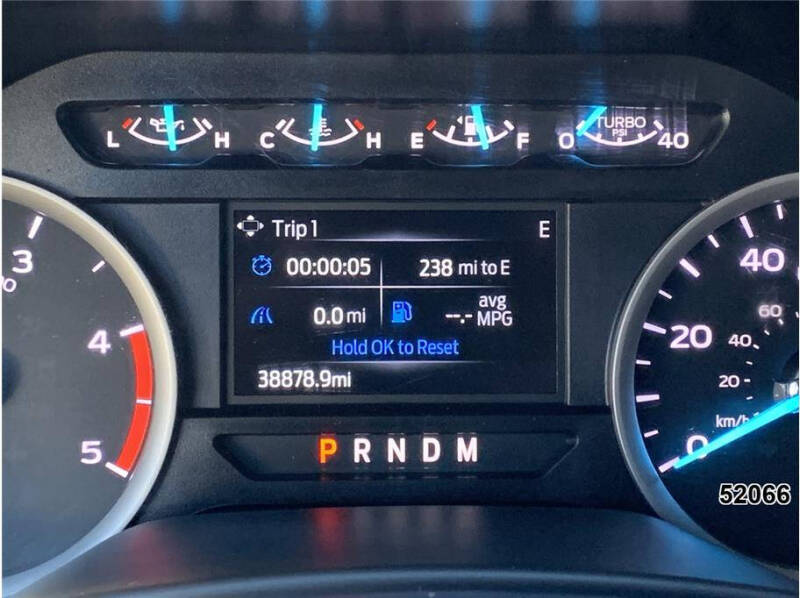 L H C H E F 0 TURBO PSI 40
Trip 1 E
00:00:05 238 mi to E
0.0 mi --.- avg MPG
Hold OK to Reset
38878.9mi
P R N D M
3
4
5
40
20
0
60
40
20
km/h
52066